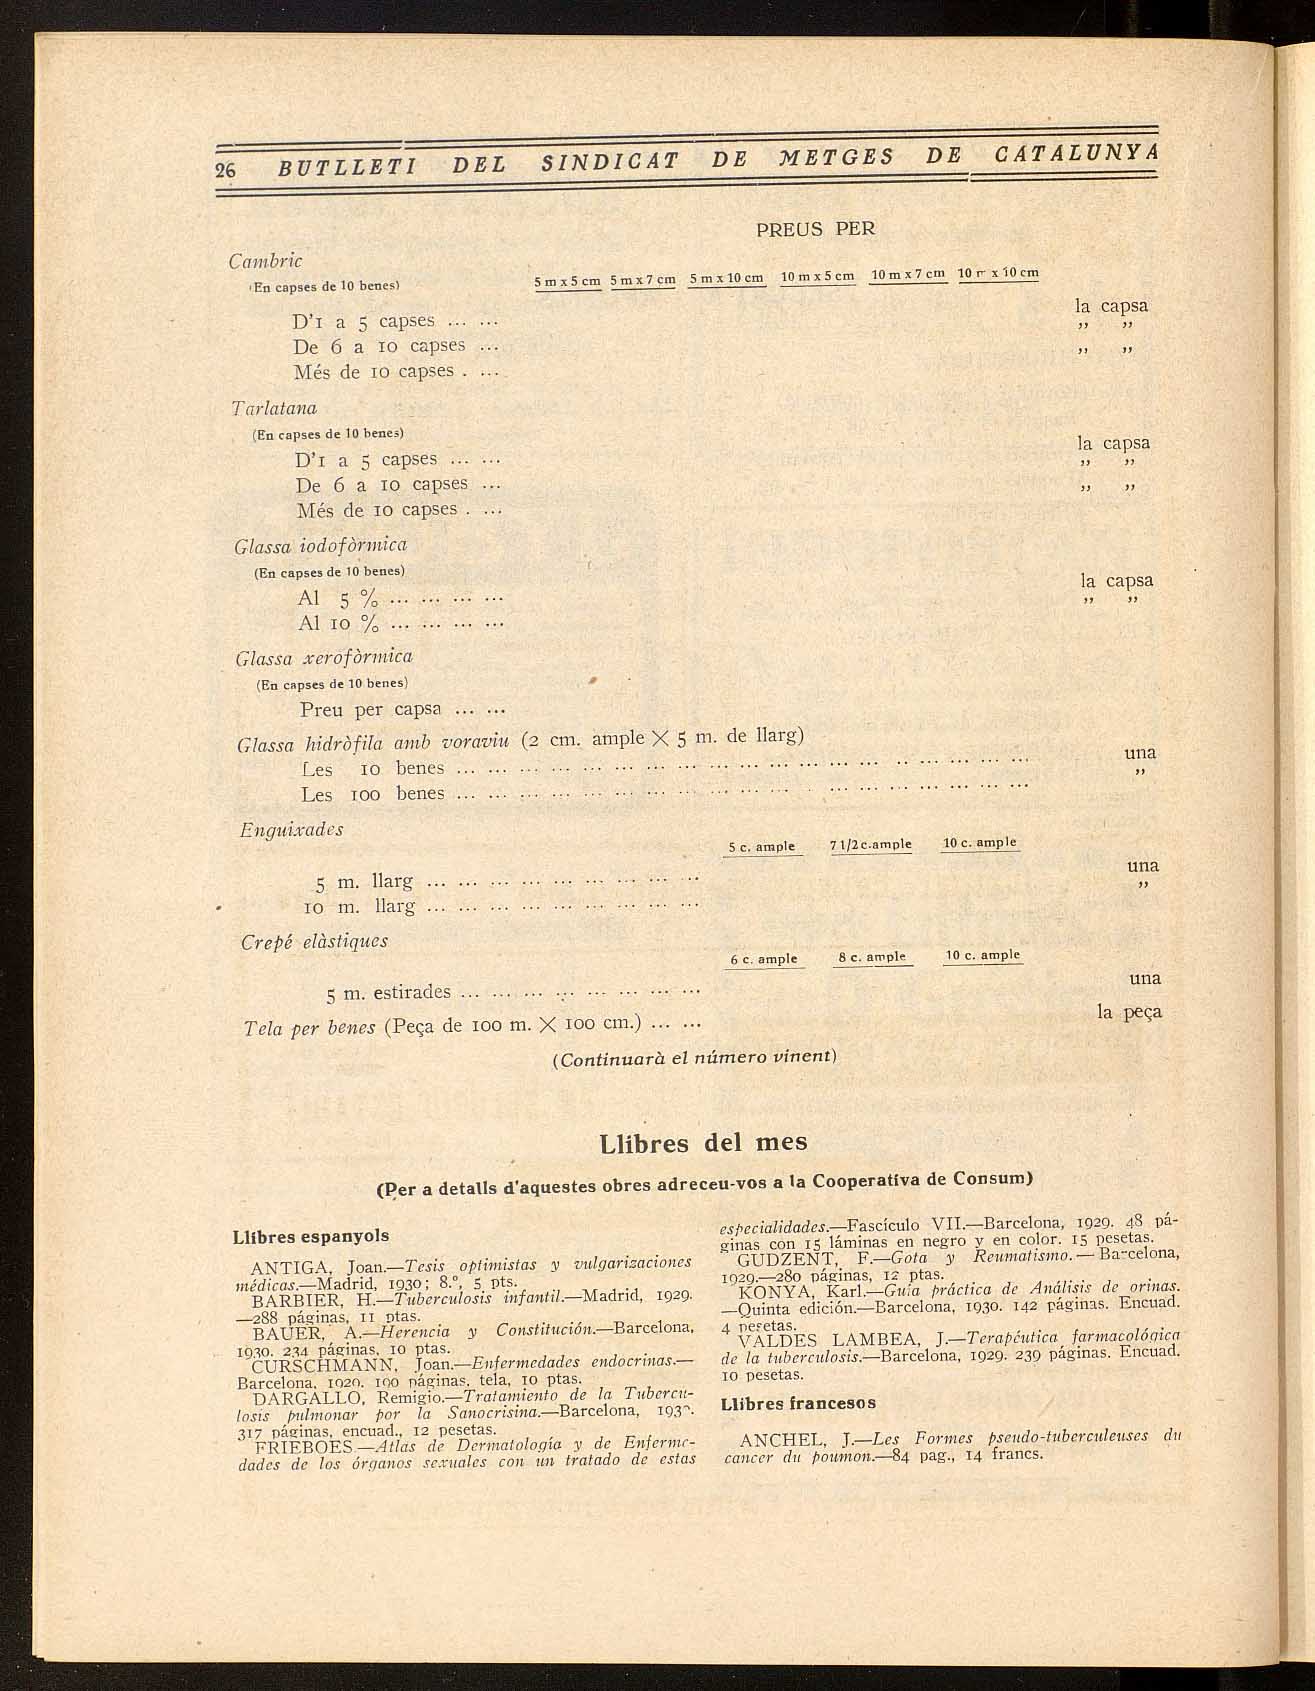 26 BUTLLETI DEL SINDICAT DE METGES DE CATALUNYA
PREUS PER
Cambric
(En capses de 10 benes)
5 m x 5 cm 5 m x 7 cm 5 m x 10 cm 10 m x 5 cm 10 m x 7 cm 10 m x 10 cm
D'1 a 5 capses ... ... la capsa
De 6 a 10 capses ... ,, ,,
Més de 10 capses . ... ,, ,,
Tarlatana
(En capses de 10 benes)
D'1 a 5 capses ... ... la capsa
De 6 a 10 capses ... ,, ,,
Més de 10 capses . ... ,, ,,
Glassa iodofòrmica
(En capses de 10 benes)
Al 5 % ... ... ... ... la capsa
Al 10 % ... ... ... ... ,, ,,
Glassa xerofòrmica
(En capses de 10 benes)
Preu per capsa ... ...
Glassa hidròfila amb voraviu (2 cm. ample X 5 m. de llarg)
Les 10 benes ... ... ... ... ... ... ... ... ... ... ... ... ... ... .. ... ... ... ... una
Les 100 benes ... ... ... ... ... ... ... ... ... ... ... . ... ... ... ... ... ... ... ,,
Enguixades
5 c. ample 7 1/2 c. ample 10 c. ample
5 m. llarg ... ... ... ... ... ... ... ... .. una
10 m. llarg ... ... ... ... ... ... ... ... ... ,,
Crepé elàstiques
6 c. ample 8 c. ample 10 c. ample
5 m. estirades ... ... ... ... ... ... ... ... una
Tela per benes (Peça de 100 m. X 100 cm.) ... ... la peça
(Continuarà el número vinent)
Llibres del mes
(Per a detalls d'aquestes obres adreceu-vos a la Cooperativa de Consum)
Llibres espanyols
ANTIGA, Joan.—Tesis optimistas y vulgarizaciones
médicas.—Madrid, 1930; 8.º, 5 pts.
BARBIER, H.—Tuberculosis infantil.—Madrid, 1929.
—288 páginas, 11 ptas.
BAUER, A.—Herencia y Constitución.—Barcelona,
1930. 234 páginas, 10 ptas.
CURSCHMANN, Joan.—Enfermedades endocrinas.—
Barcelona, 1929. 190 páginas, tela, 10 ptas.
DARGALLO, Remigio.—Tratamiento de la Tubercu-
losis pulmonar por la Sanocrisina.—Barcelona, 1930.
317 páginas, encuad., 12 pesetas.
FRIEBOES.—Atlas de Dermatología y de Enferme-
dades de los órganos sexuales con un tratado de estas
especialidades.—Fascículo VII.—Barcelona, 1929. 48 pá-
ginas con 15 láminas en negro y en color. 15 pesetas.
GUDZENT, F.—Gota y Reumatismo.—Barcelona,
1929.—280 páginas, 12 ptas.
KONYA, Karl.—Guía práctica de Análisis de orinas.
—Quinta edición.—Barcelona, 1930. 142 páginas. Encuad.
4 pesetas.
VALDES LAMBEA, J.—Terapéutica farmacológica
de la tuberculosis.—Barcelona, 1929. 239 páginas. Encuad.
10 pesetas.
Llibres francesos
ANCHEL, J.—Les Formes pseudo-tuberculeuses du
cancer du poumon.—84 pag., 14 francs.